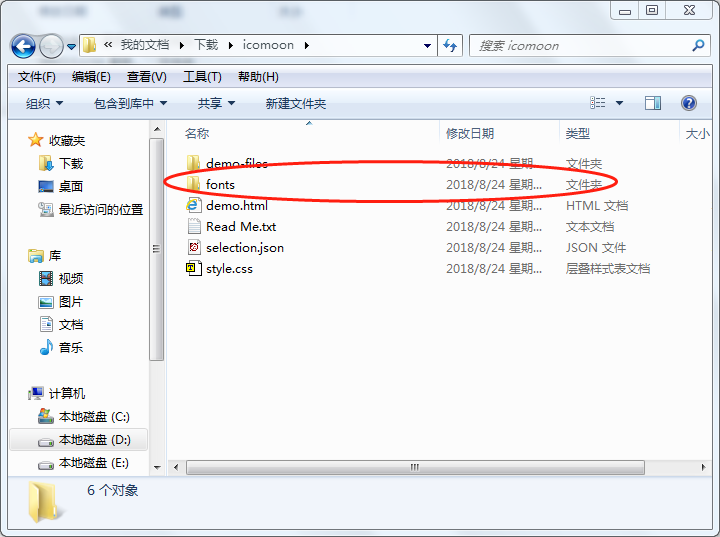 « 我的文档 下载 icomoon
搜索 icomoon
文件(F) 编辑(E) 查看(V) 工具(T) 帮助(H)
组织 包含到库中 共享 新建文件夹
收藏夹
下载
桌面
最近访问的位置
库
视频
图片
文档
音乐
计算机
本地磁盘 (C:)
本地磁盘 (D:)
本地磁盘 (E:)
名称 修改日期 类型 大小
demo-files 2018/8/24 星期... 文件夹
fonts 2018/8/24 星期... 文件夹
demo.html 2018/8/24 星期... HTML 文档
Read Me.txt 2018/8/24 星期... 文本文档
selection.json 2018/8/24 星期... JSON 文件
style.css 2018/8/24 星期... 层叠样式表文档
6 个对象